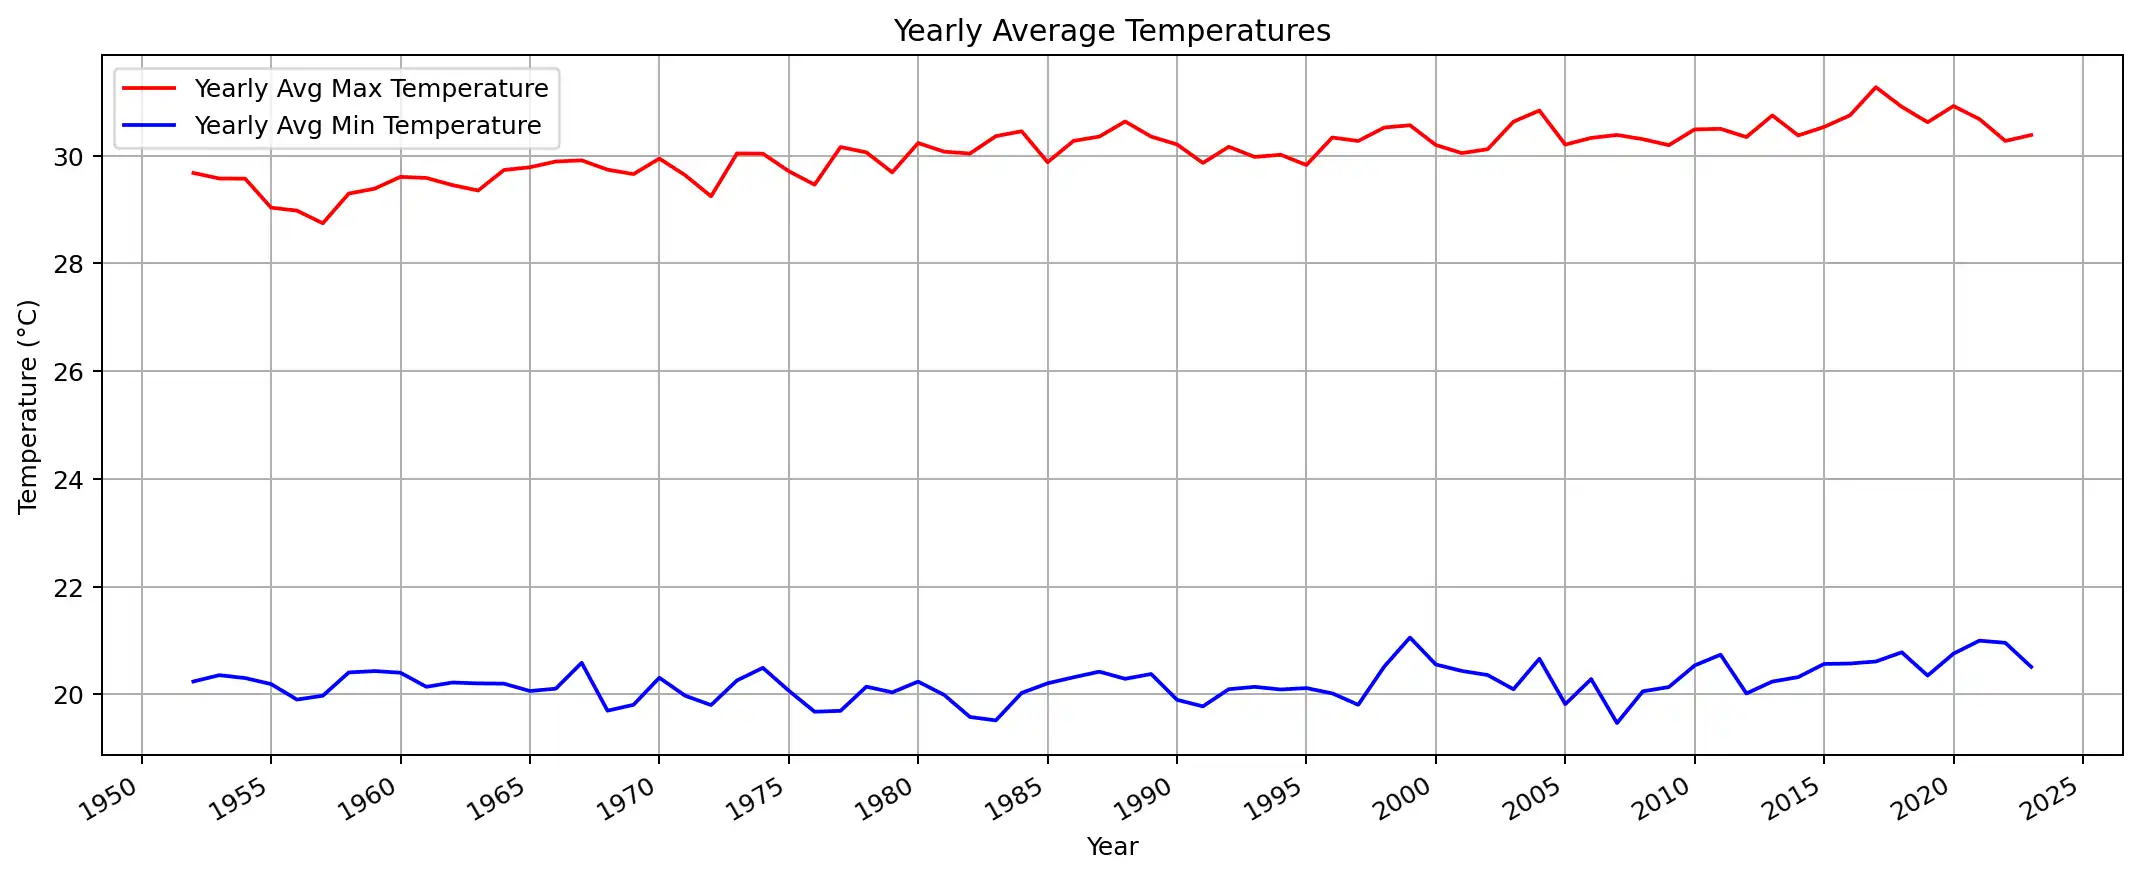 Yearly Average Temperatures
Yearly Avg Max Temperature
Yearly Avg Min Temperature
Temperature (°C)
30
28
26
24
22
20
1950 1955 1960 1965 1970 1975 1980 1985 1990 1995 2000 2005 2010 2015 2020 2025
Year